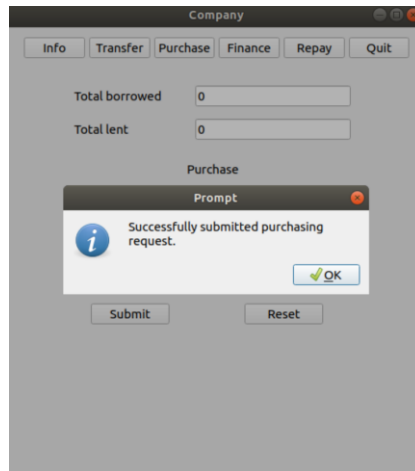 Company
Info Transfer Purchase Finance Repay Quit
Total borrowed 0
Total lent 0
Purchase
Prompt
Successfully submitted purchasing
request.
OK
Submit Reset